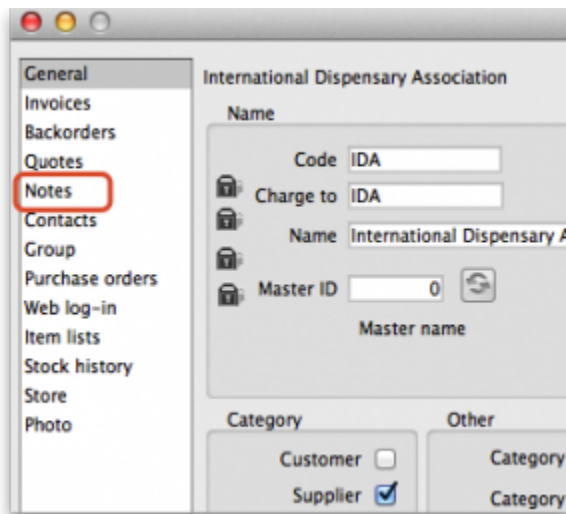 General
Invoices
Backorders
Quotes
Notes
Contacts
Group
Purchase orders
Web log-in
Item lists
Stock history
Store
Photo
International Dispensary Association
Name
Code IDA
Charge to IDA
Name International Dispensary A
Master ID 0
Master name
Category
Customer
Supplier
Other
Category
Category